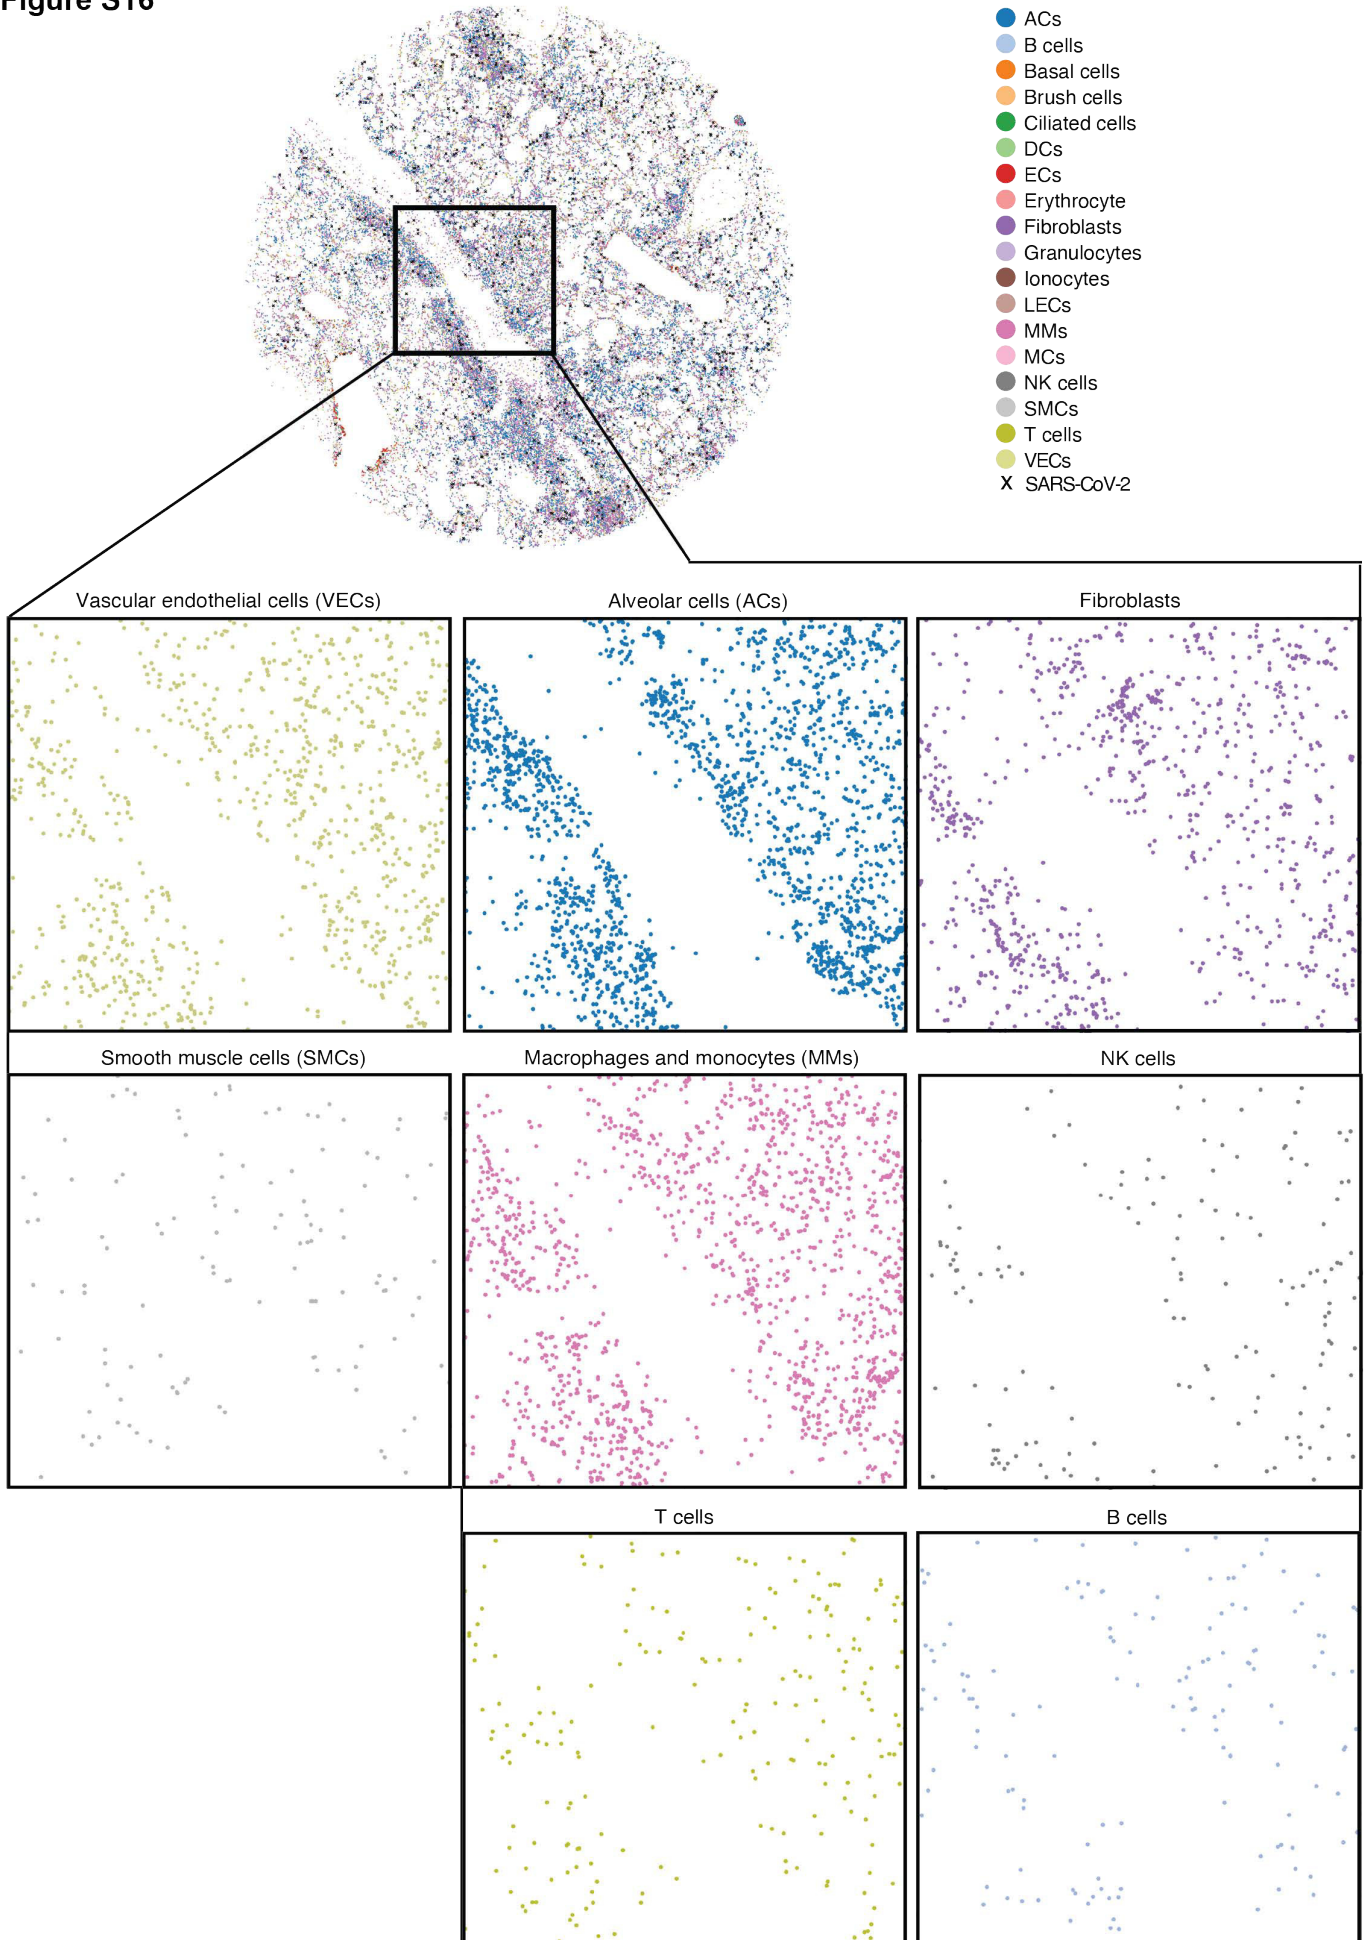 Figure S16
ACs
B cells
Basal cells
Brush cells
Ciliated cells
DCs
ECs
Erythrocyte
Fibroblasts
Granulocytes
Ionocytes
LECs
MMs
MCs
NK cells
SMCs
T cells
VECs
X SARS-CoV-2
Vascular endothelial cells (VECs)
Alveolar cells (ACs)
Fibroblasts
Smooth muscle cells (SMCs)
Macrophages and monocytes (MMs)
NK cells
T cells
B cells